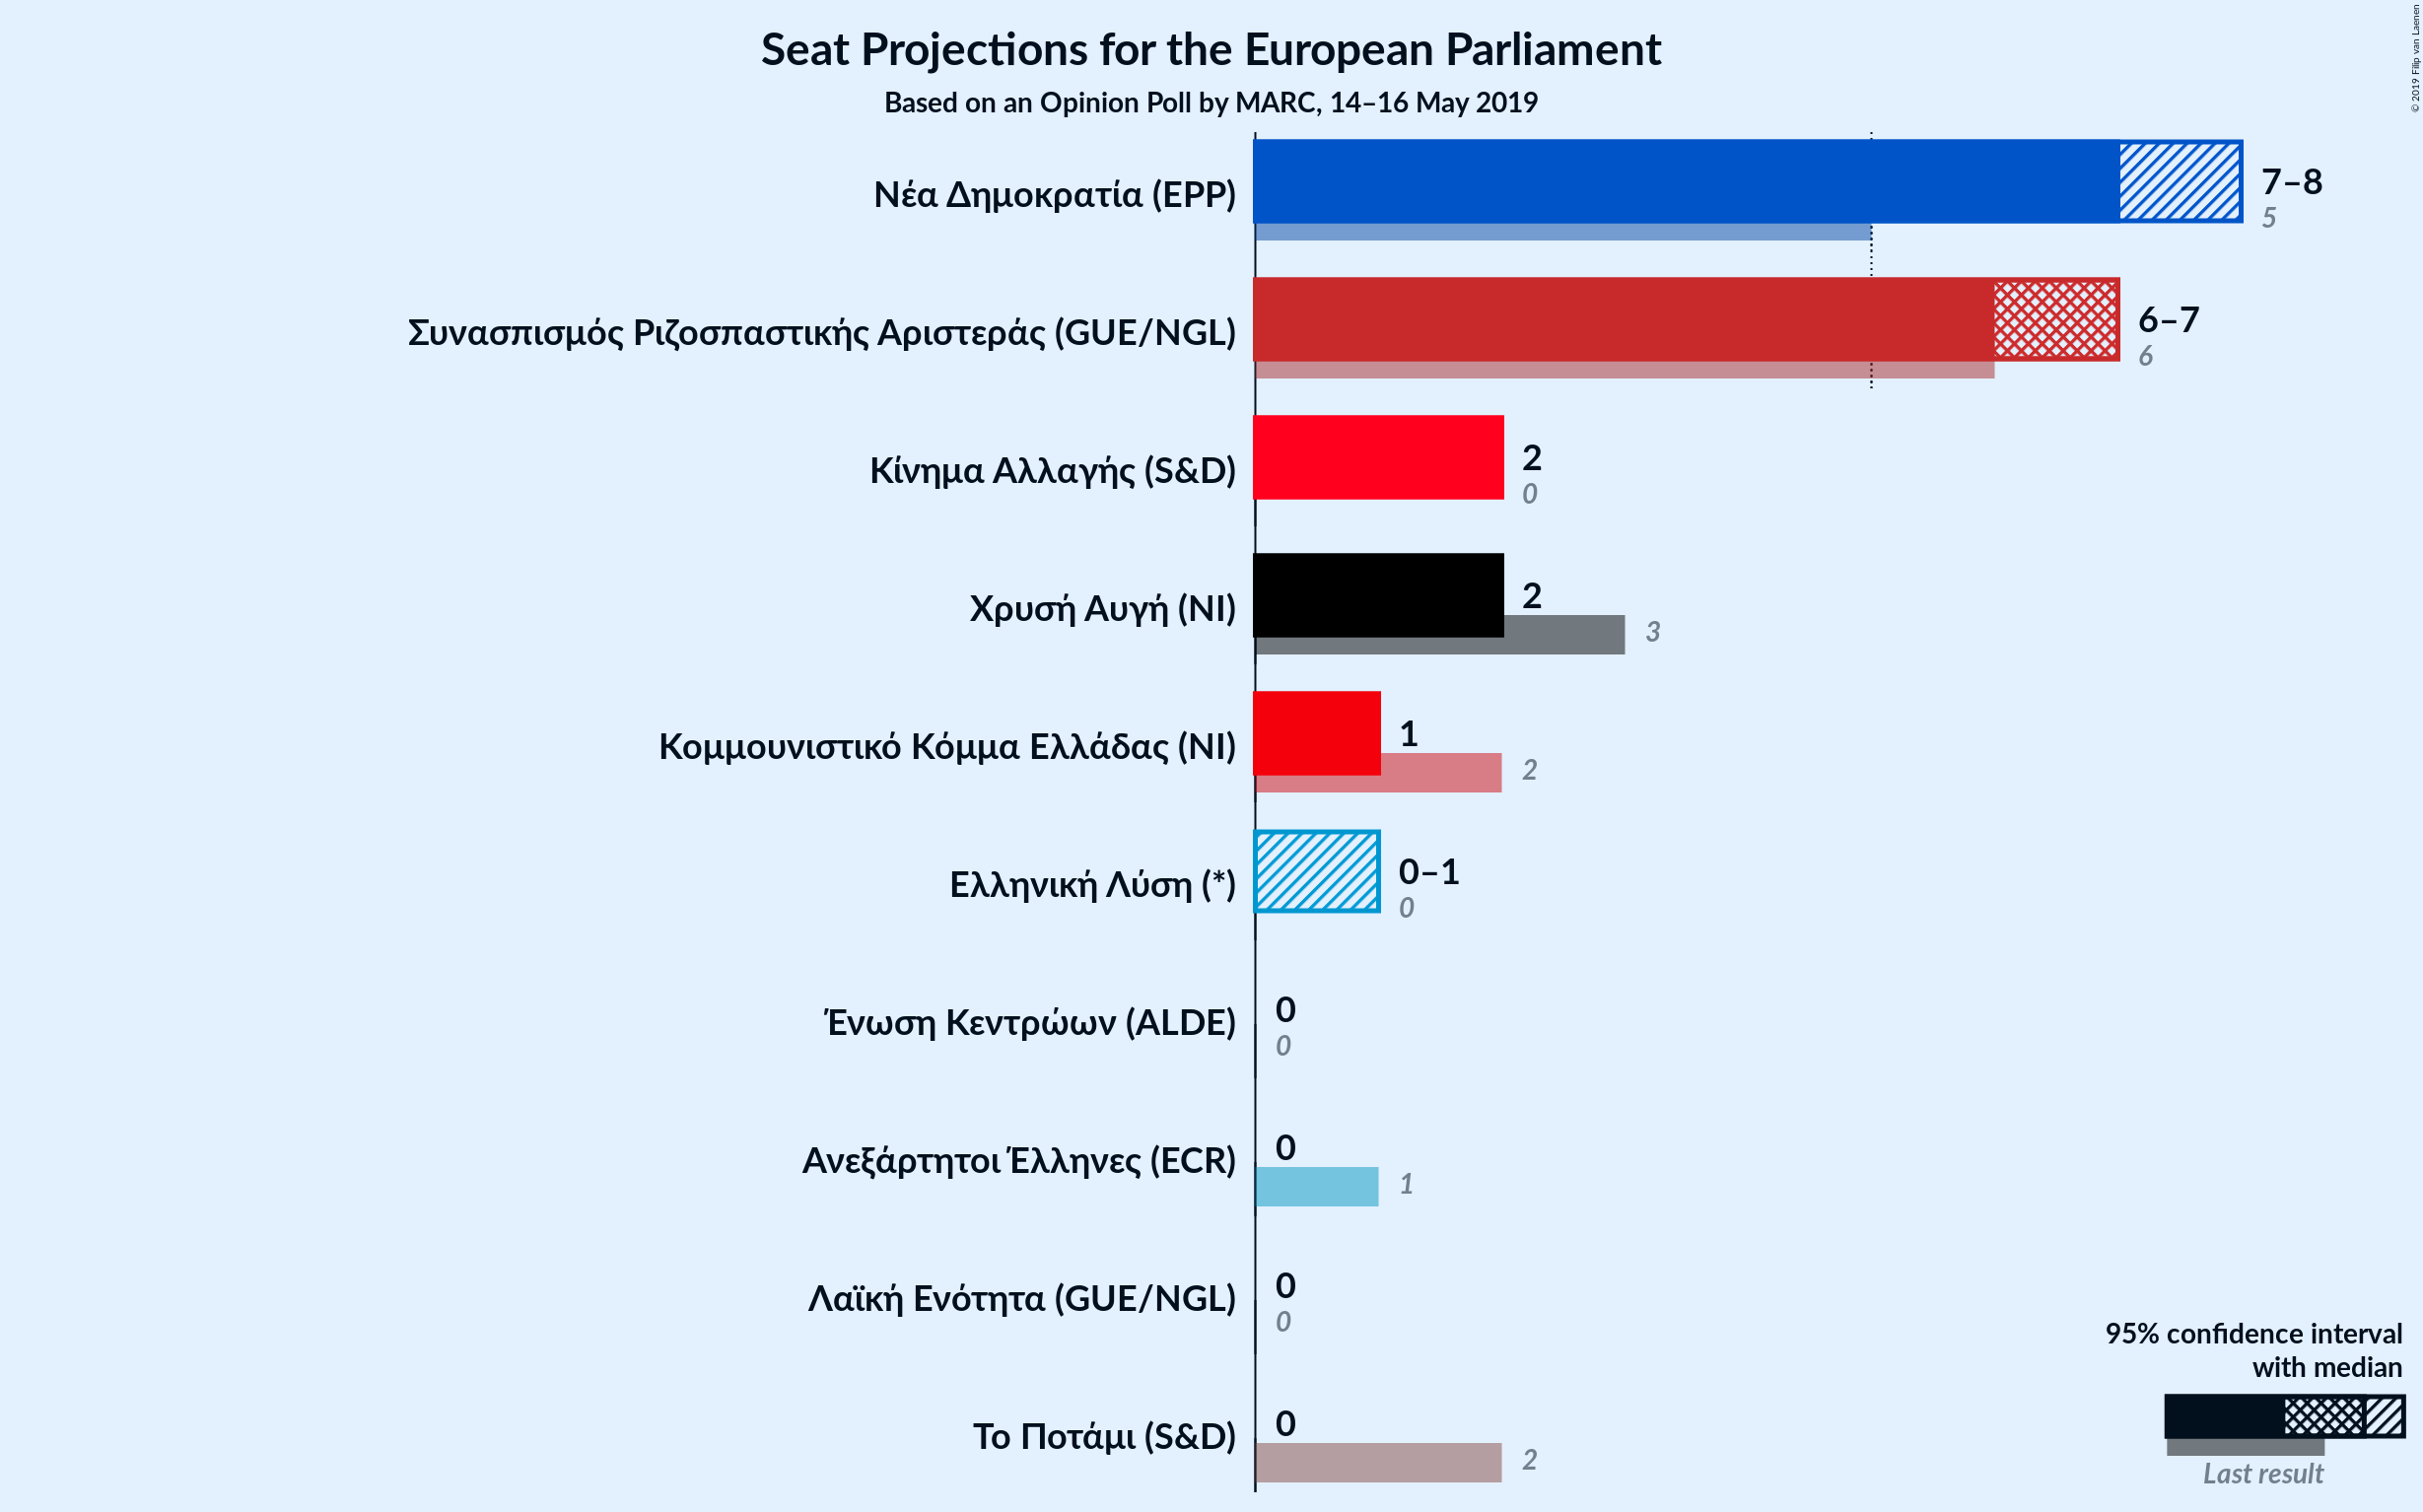 Seat Projections for the European Parliament
Based on an Opinion Poll by MARC, 14–16 May 2019
© 2019 Filip van Laenen
Νέα Δημοκρατία (EPP)
7–8
5
Συνασπισμός Ριζοσπαστικής Αριστεράς (GUE/NGL)
6–7
6
Κίνημα Αλλαγής (S&D)
2
0
Χρυσή Αυγή (NI)
2
3
Κομμουνιστικό Κόμμα Ελλάδας (NI)
1
2
Ελληνική Λύση (*)
0–1
0
Ένωση Κεντρώων (ALDE)
0
0
Ανεξάρτητοι Έλληνες (ECR)
0
1
Λαϊκή Ενότητα (GUE/NGL)
0
0
Το Ποτάμι (S&D)
0
2
95% confidence interval
with median
Last result